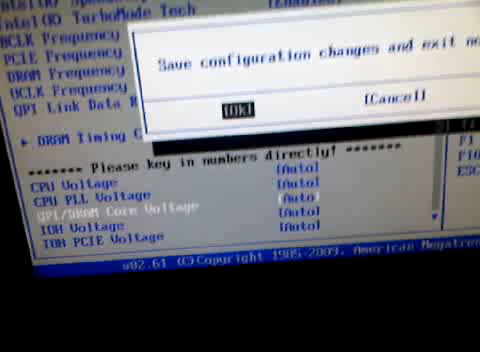 Intel(R) TurboMode Tech [Enabled]
BCLK Frequency
PCIE Frequency
DRAM Frequency
UCLK Frequency
QPI Link Data R
Save configuration changes and exit
[Ok] [Cancel]
▶ DRAM Timing C
******* Please key in numbers directly! *******
CPU Voltage [Auto]
CPU PLL Voltage [Auto]
QPI/DRAM Core Voltage [Auto]
IOH Voltage [Auto]
IOH PCIE Voltage [Auto]
F1
F10
ESC
v02.61 (C)Copyright 1985-2009, American Megatre